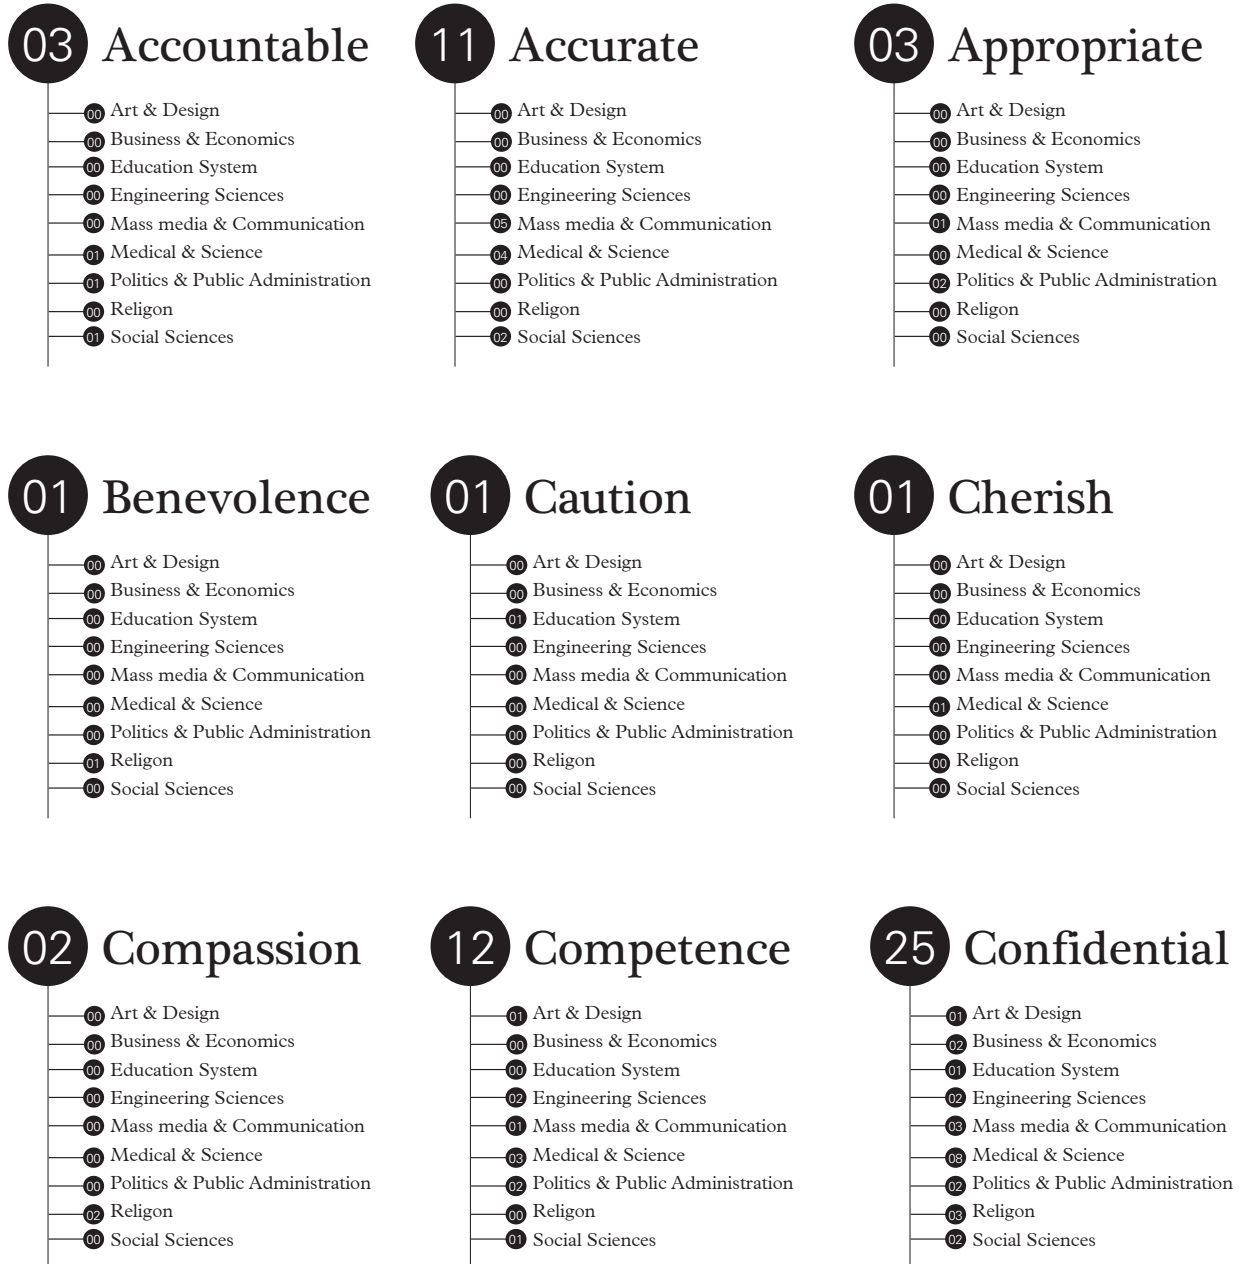 03 Accountable
00 Art & Design
00 Business & Economics
00 Education System
00 Engineering Sciences
00 Mass media & Communication
01 Medical & Science
01 Politics & Public Administration
00 Religon
01 Social Sciences
11 Accurate
00 Art & Design
00 Business & Economics
00 Education System
00 Engineering Sciences
05 Mass media & Communication
04 Medical & Science
00 Politics & Public Administration
00 Religon
02 Social Sciences
03 Appropriate
00 Art & Design
00 Business & Economics
00 Education System
00 Engineering Sciences
01 Mass media & Communication
00 Medical & Science
02 Politics & Public Administration
00 Religon
00 Social Sciences
01 Benevolence
00 Art & Design
00 Business & Economics
00 Education System
00 Engineering Sciences
00 Mass media & Communication
00 Medical & Science
00 Politics & Public Administration
01 Religon
00 Social Sciences
01 Caution
00 Art & Design
00 Business & Economics
01 Education System
00 Engineering Sciences
00 Mass media & Communication
00 Medical & Science
00 Politics & Public Administration
00 Religon
00 Social Sciences
01 Cherish
00 Art & Design
00 Business & Economics
00 Education System
00 Engineering Sciences
00 Mass media & Communication
01 Medical & Science
00 Politics & Public Administration
00 Religon
00 Social Sciences
02 Compassion
00 Art & Design
00 Business & Economics
00 Education System
00 Engineering Sciences
00 Mass media & Communication
00 Medical & Science
00 Politics & Public Administration
02 Religon
00 Social Sciences
12 Competence
01 Art & Design
00 Business & Economics
00 Education System
02 Engineering Sciences
01 Mass media & Communication
03 Medical & Science
02 Politics & Public Administration
00 Religon
01 Social Sciences
25 Confidential
01 Art & Design
02 Business & Economics
01 Education System
02 Engineering Sciences
03 Mass media & Communication
08 Medical & Science
02 Politics & Public Administration
03 Religon
02 Social Sciences